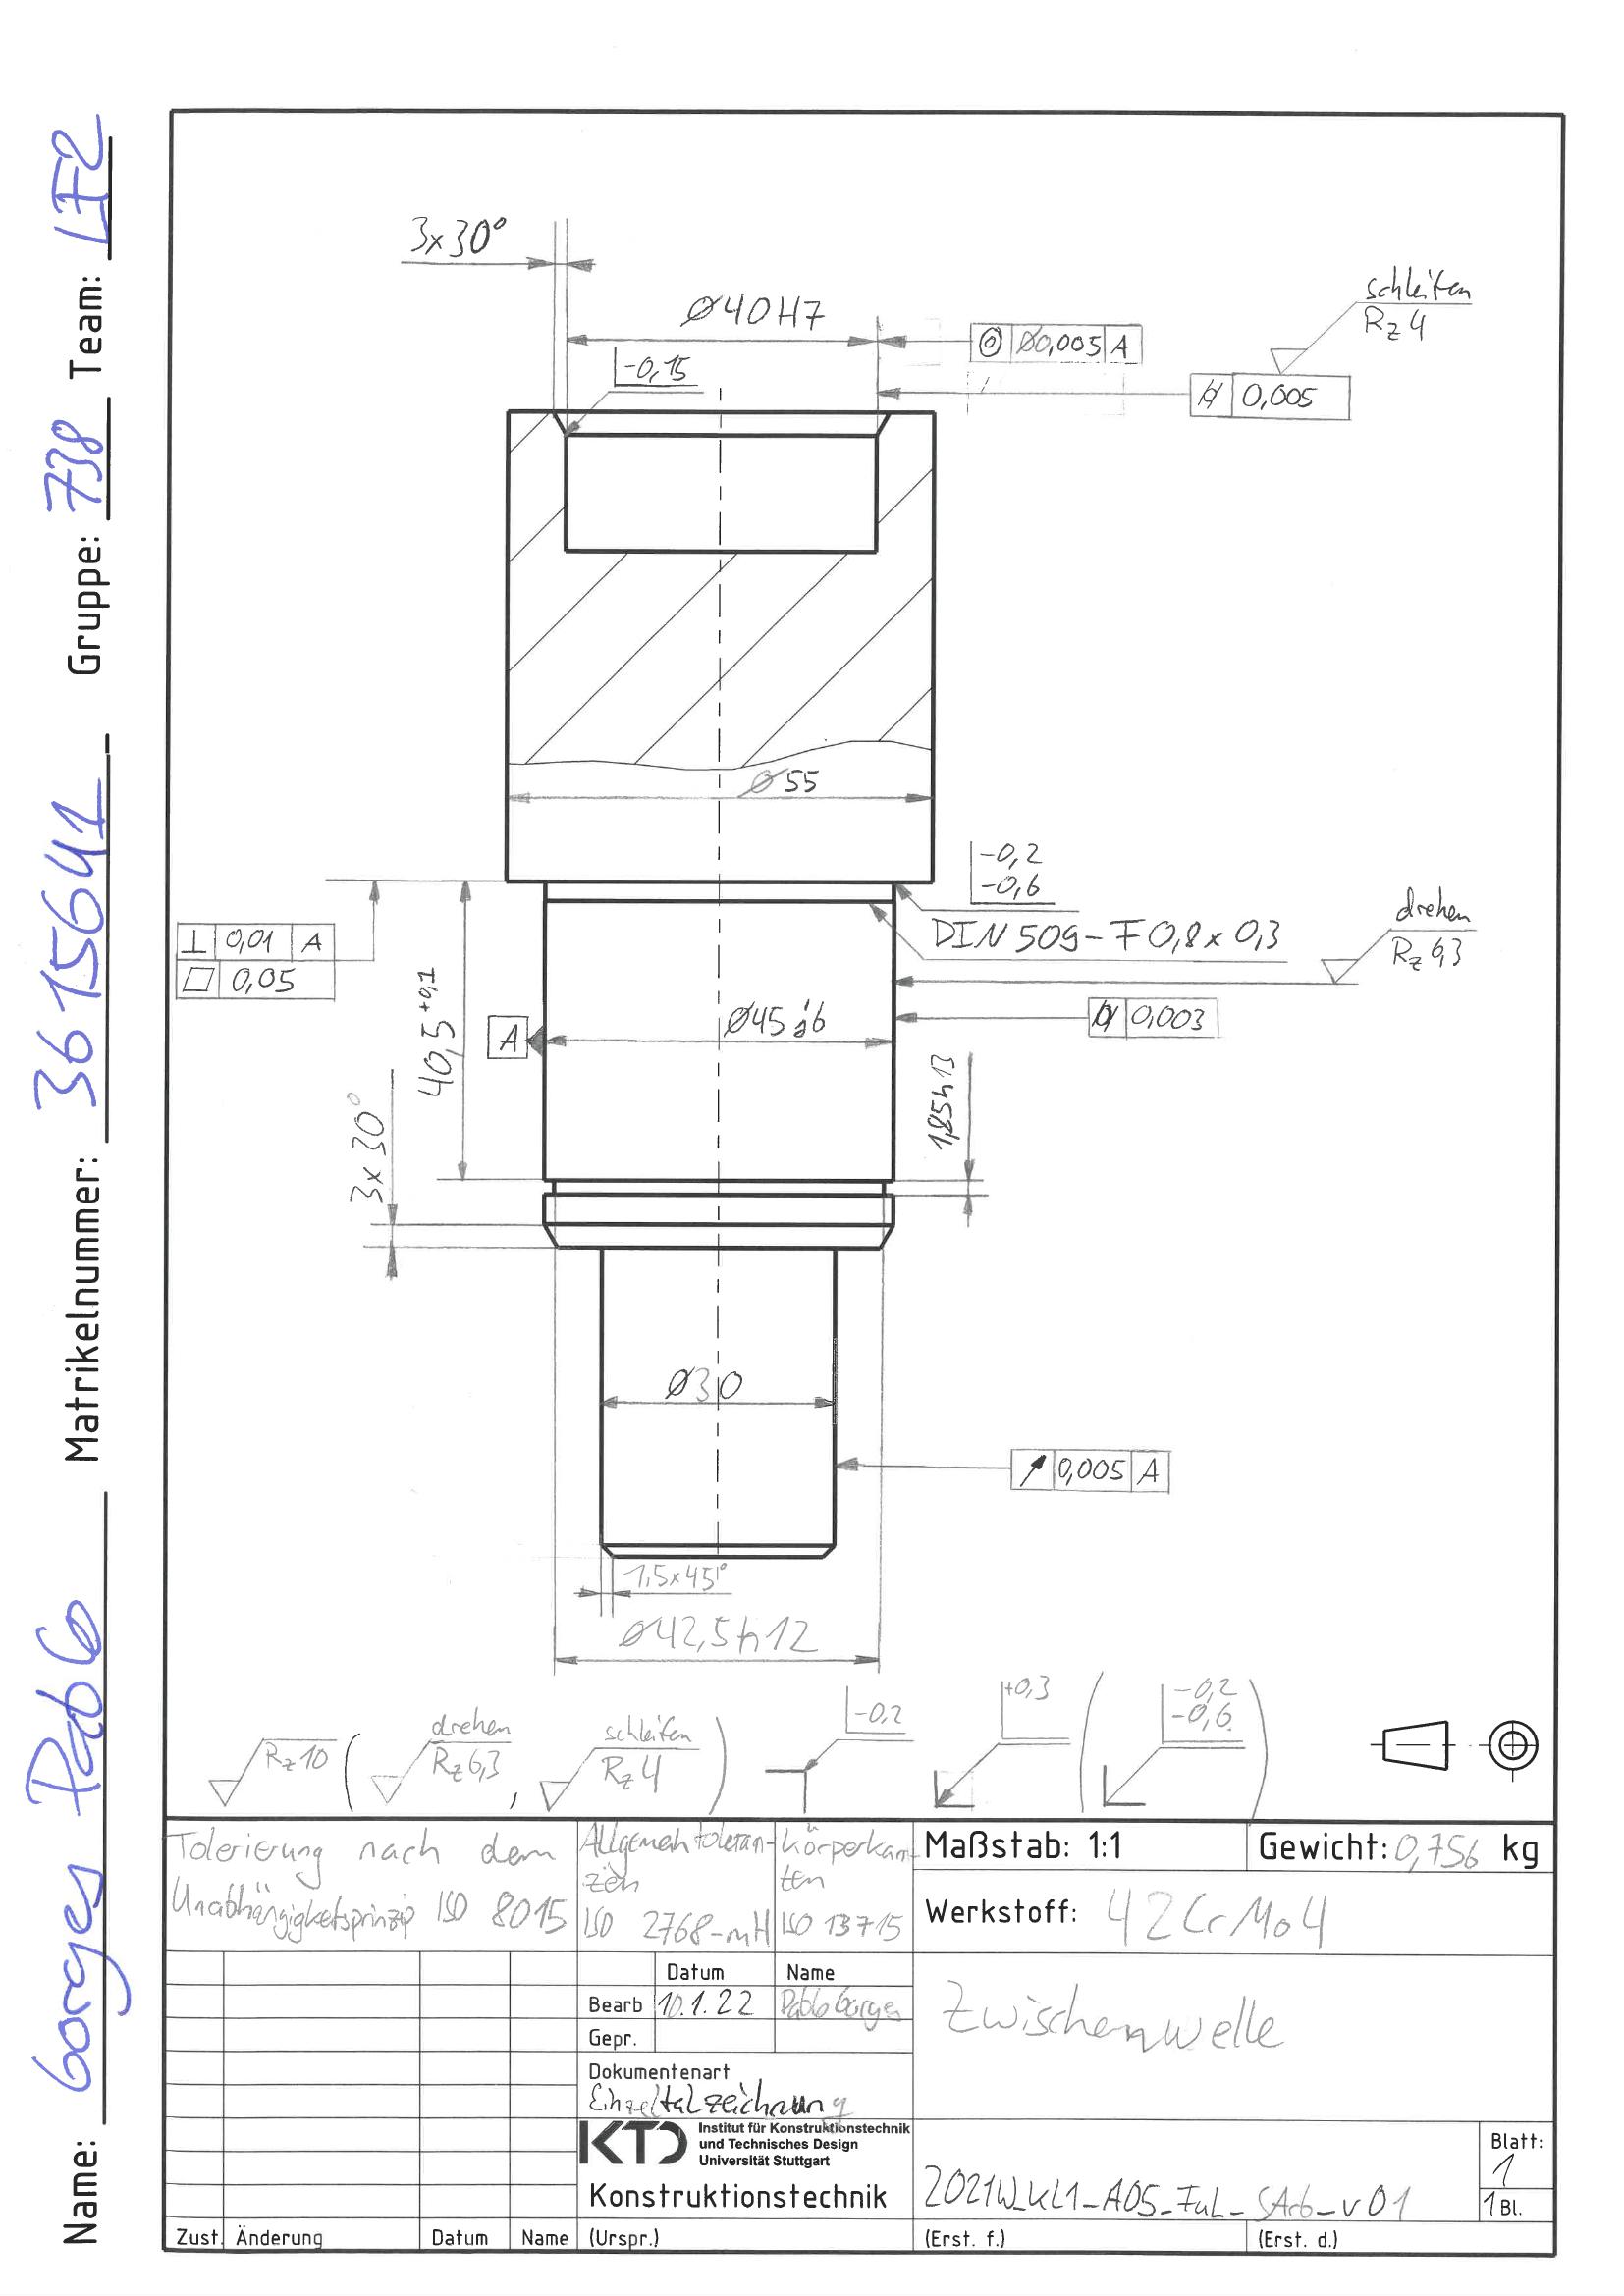 Name: Gorges Pablo Matrikelnummer: 3615641 Gruppe: 738 Team: LF2
3x30°
Ø40H7
◎ Ø0,005 A
schleifen
Rz 4
-0,15
⌭ 0,005
Ø55
-0,2
-0,6
DIN 509-F 0,8 x 0,3
drehen
Rz 6,3
⊥ 0,01 A
⏥ 0,05
40,5 +0,1
A
Ø45 j6
⌭ 0,003
1,85h13
3x30°
Ø30
↗ 0,005 A
1,5x45°
Ø42,5h12
Rz 10 ( drehen Rz 6,3 , schleifen Rz 4 ) -0,2 +0,3 ( -0,2 -0,6 )
Tolerierung nach dem
Unabhängigkeitsprinzip ISO 8015
Allgemeintoleran-
zen
ISO 2768-mH
Körperkan-
ten
ISO 13715
Maßstab: 1:1
Gewicht: 0,756 kg
Werkstoff: 42CrMo4
Datum Name
Bearb 10.1.22 Pablo Gorges
Gepr.
Zwischenwelle
Dokumentenart
Einzelteilzeichnung
KTD Institut für Konstruktionstechnik
und Technisches Design
Universität Stuttgart
Konstruktionstechnik
2021W_KL1_A05_FuL_SArb_v01
Blatt:
1
1 Bl.
Zust. Änderung Datum Name (Urspr.) (Erst. f.) (Erst. d.)